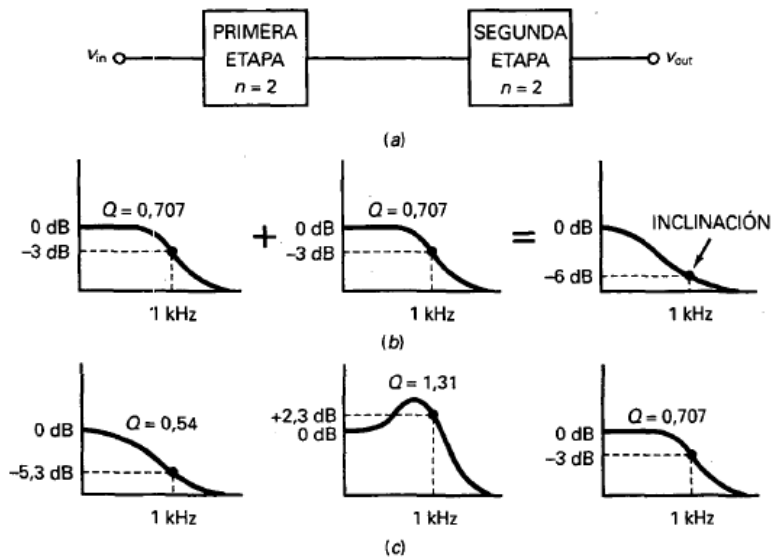 PRIMERA
ETAPA
n = 2
SEGUNDA
ETAPA
n = 2
vin
vout
(a)
Q = 0,707
0 dB
−3 dB
1 kHz
+
Q = 0,707
0 dB
−3 dB
1 kHz
=
INCLINACIÓN
0 dB
−6 dB
1 kHz
(b)
Q = 0,54
0 dB
−5,3 dB
1 kHz
Q = 1,31
+2,3 dB
0 dB
1 kHz
Q = 0,707
0 dB
−3 dB
1 kHz
(c)